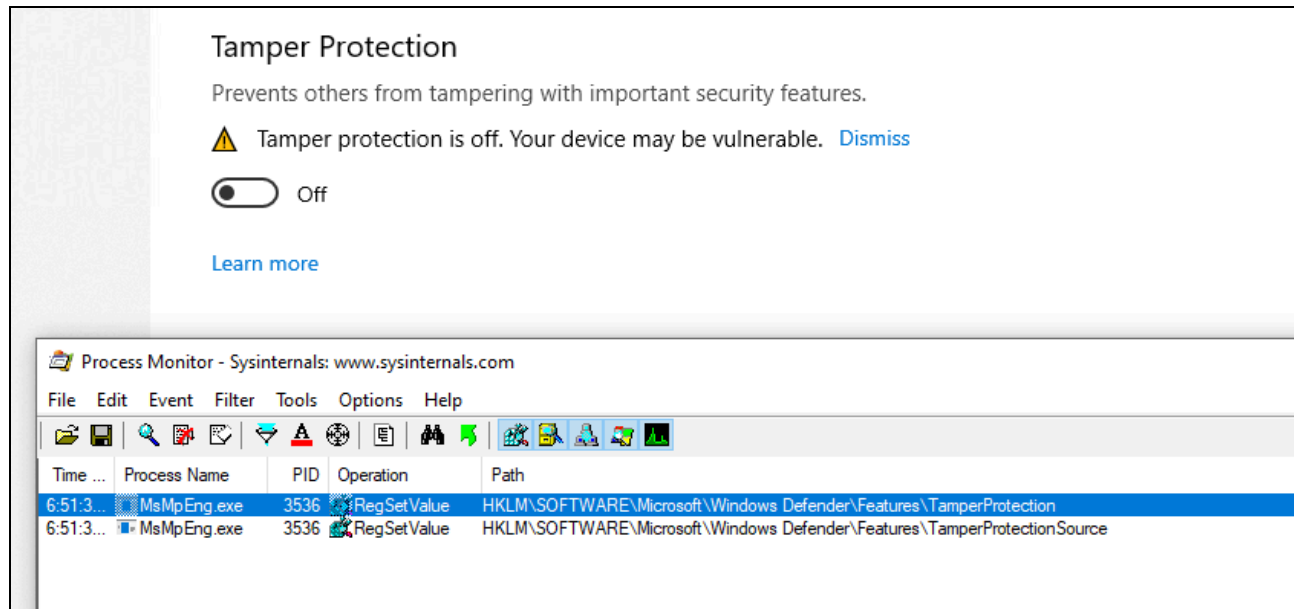 Tamper Protection
Prevents others from tampering with important security features.
Tamper protection is off. Your device may be vulnerable. Dismiss
Off
Learn more
Process Monitor - Sysinternals: www.sysinternals.com
File Edit Event Filter Tools Options Help
Time ... Process Name PID Operation Path
6:51:3... MsMpEng.exe 3536 RegSetValue HKLM\SOFTWARE\Microsoft\Windows Defender\Features\TamperProtection
6:51:3... MsMpEng.exe 3536 RegSetValue HKLM\SOFTWARE\Microsoft\Windows Defender\Features\TamperProtectionSource